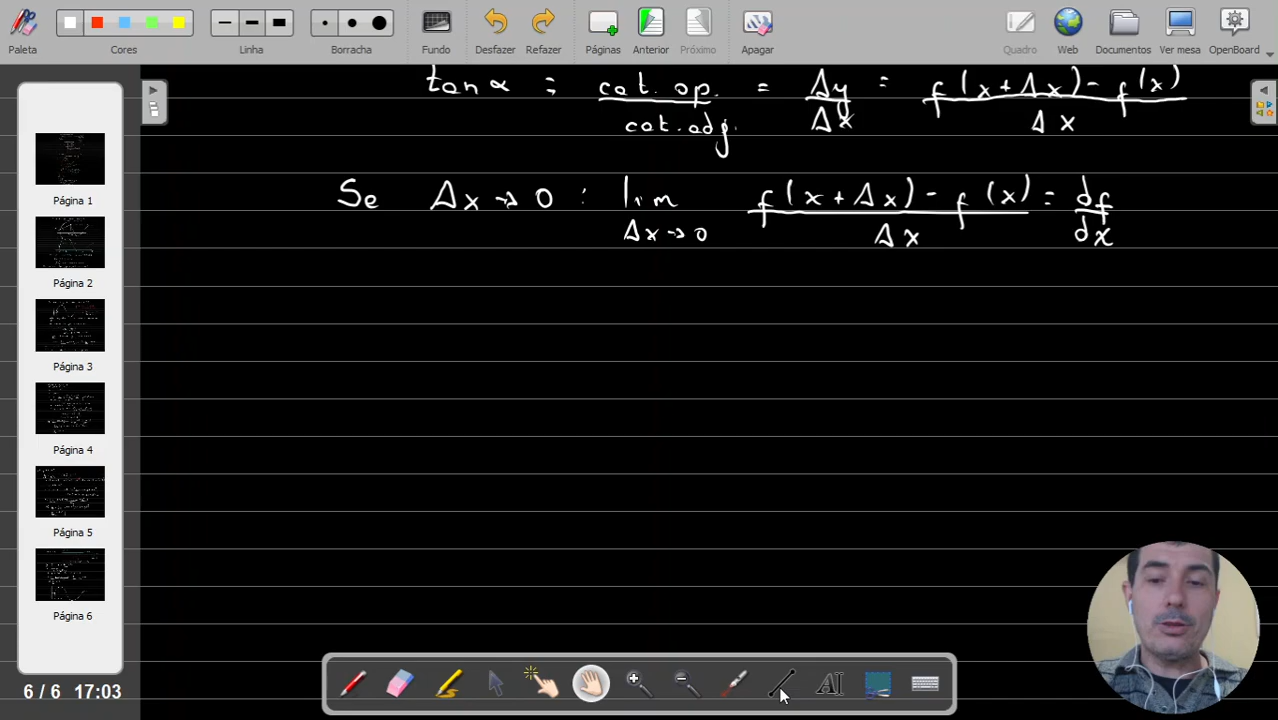 Paleta Cores Linha Borracha Fundo Desfazer Refazer Páginas Anterior Próximo Apagar Quadro Web Documentos Ver mesa OpenBoard
tan α = cat. op. / cat. adj. = Δy / Δx = f(x + Δx) - f(x) / Δx
Se Δx → 0 : lim Δx → 0 f(x + Δx) - f(x) / Δx = df / dx
Página 1
Página 2
Página 3
Página 4
Página 5
Página 6
6 / 6 17:03
AI